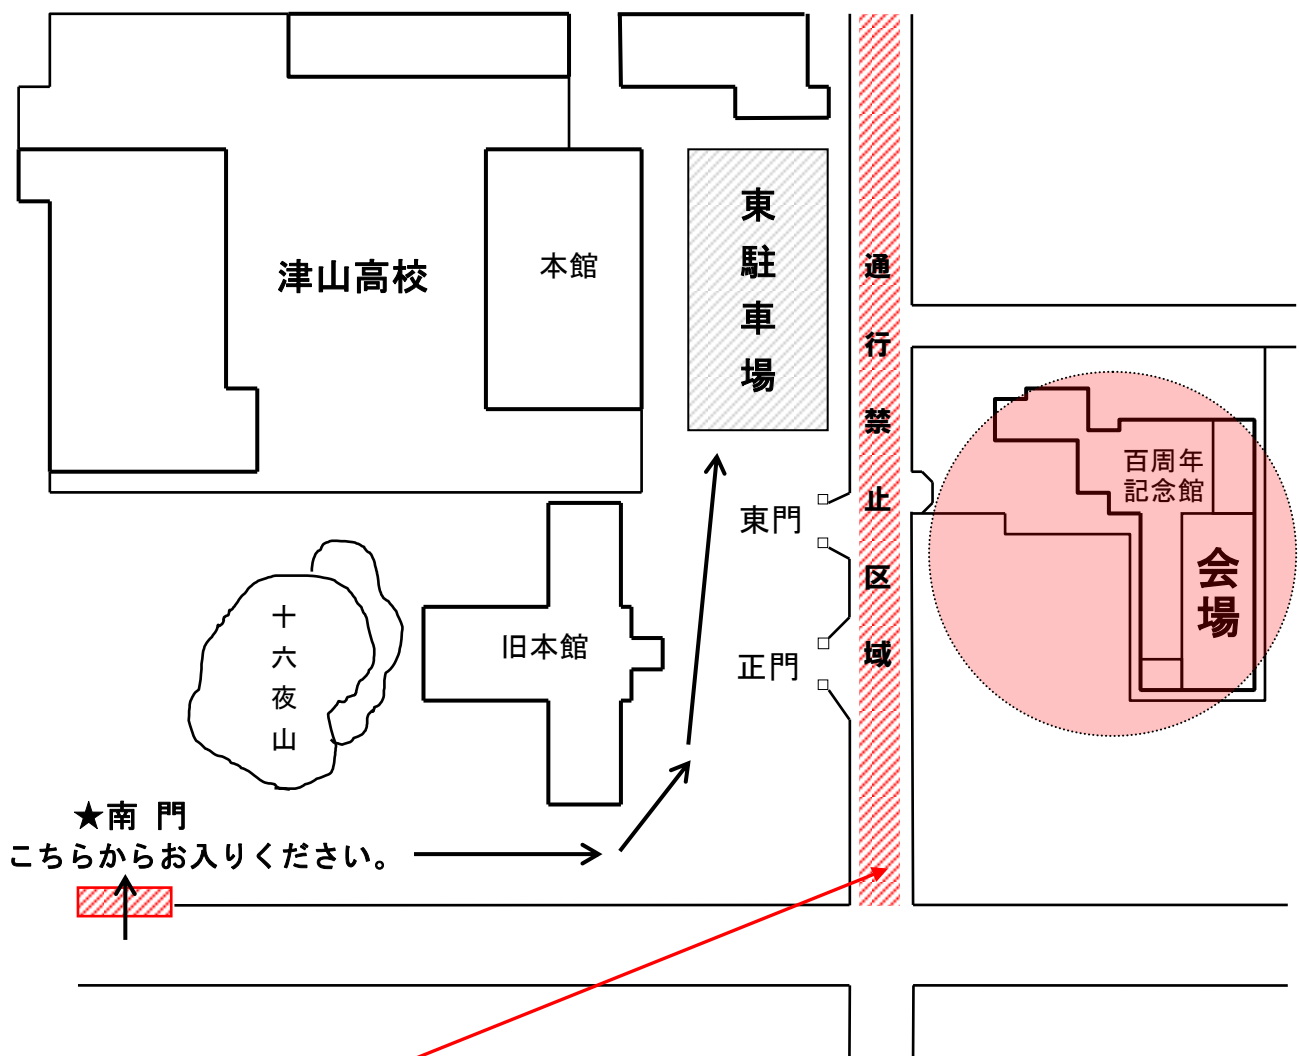 津山高校
本館
東駐車場
通行禁止区域
百周年
記念館
会場
東門
正門
旧本館
十六夜山
★南 門
こちらからお入りください。